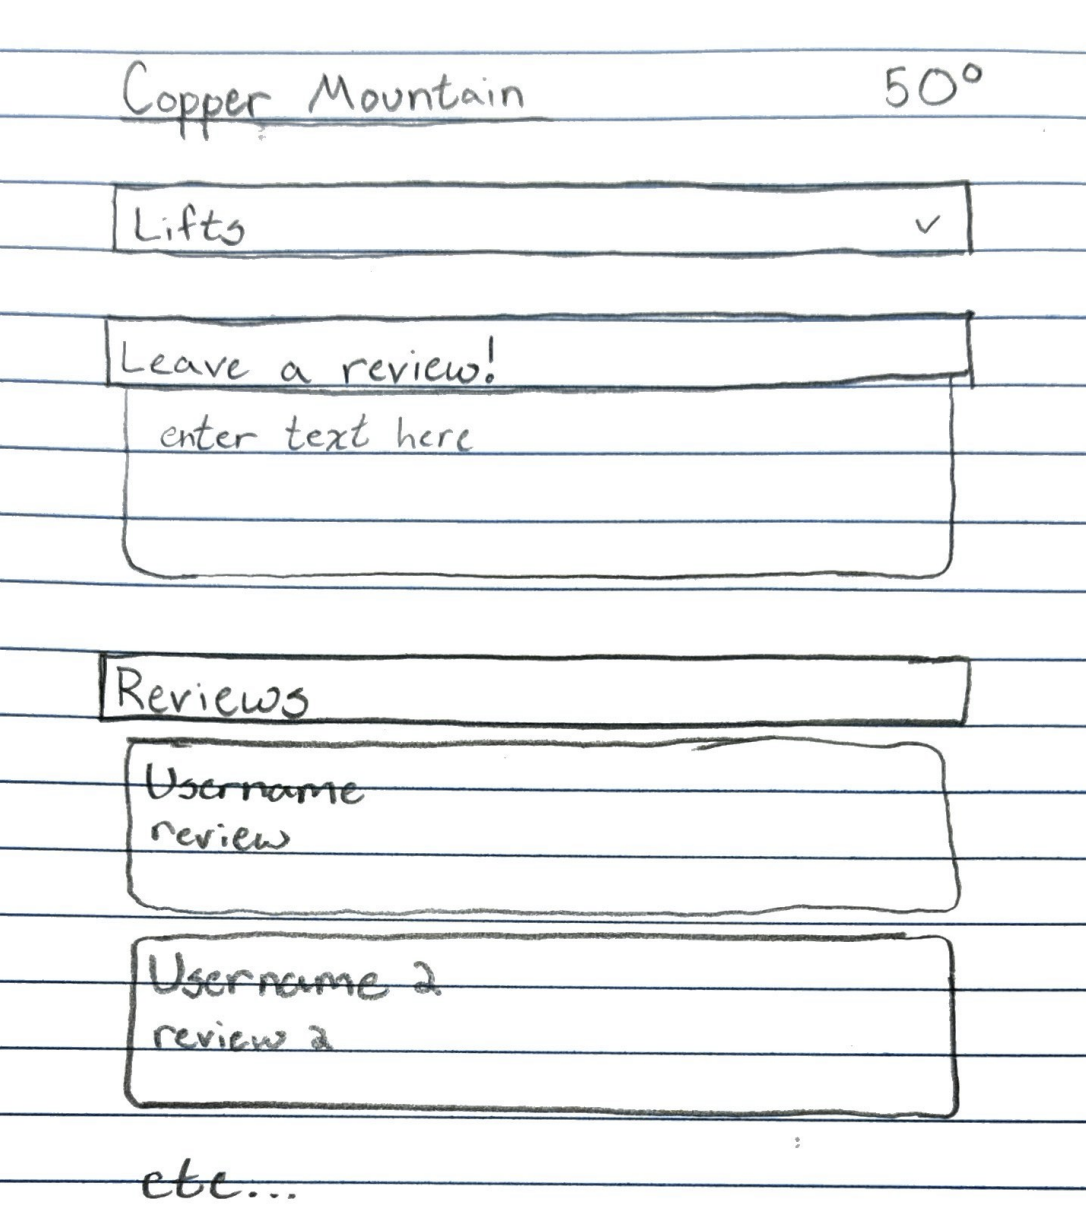 Copper Mountain 50°
Lifts
Leave a review!
enter text here
Reviews
Username
review
Username 2
review 2
etc...